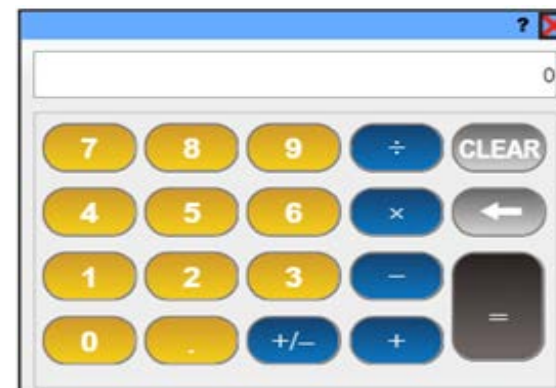 ?
0
7 8 9 ÷ CLEAR
4 5 6 ×
1 2 3 −
0 . +/− + =